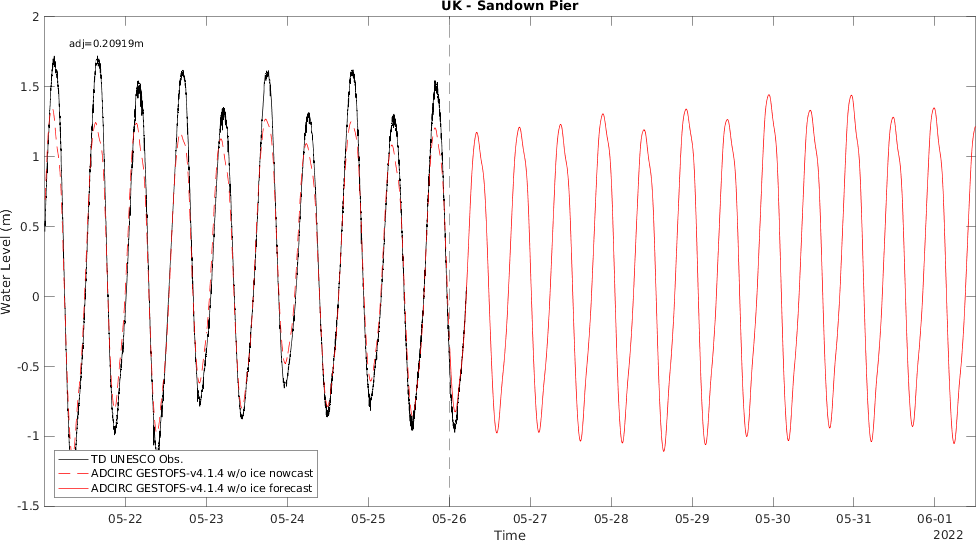 UK - Sandown Pier
adj=0.20919m
2
1.5
1
0.5
0
-0.5
-1
-1.5
Water Level (m)
TD UNESCO Obs.
ADCIRC GESTOFS-v4.1.4 w/o ice nowcast
ADCIRC GESTOFS-v4.1.4 w/o ice forecast
05-22 05-23 05-24 05-25 05-26 05-27 05-28 05-29 05-30 05-31 06-01
Time
2022